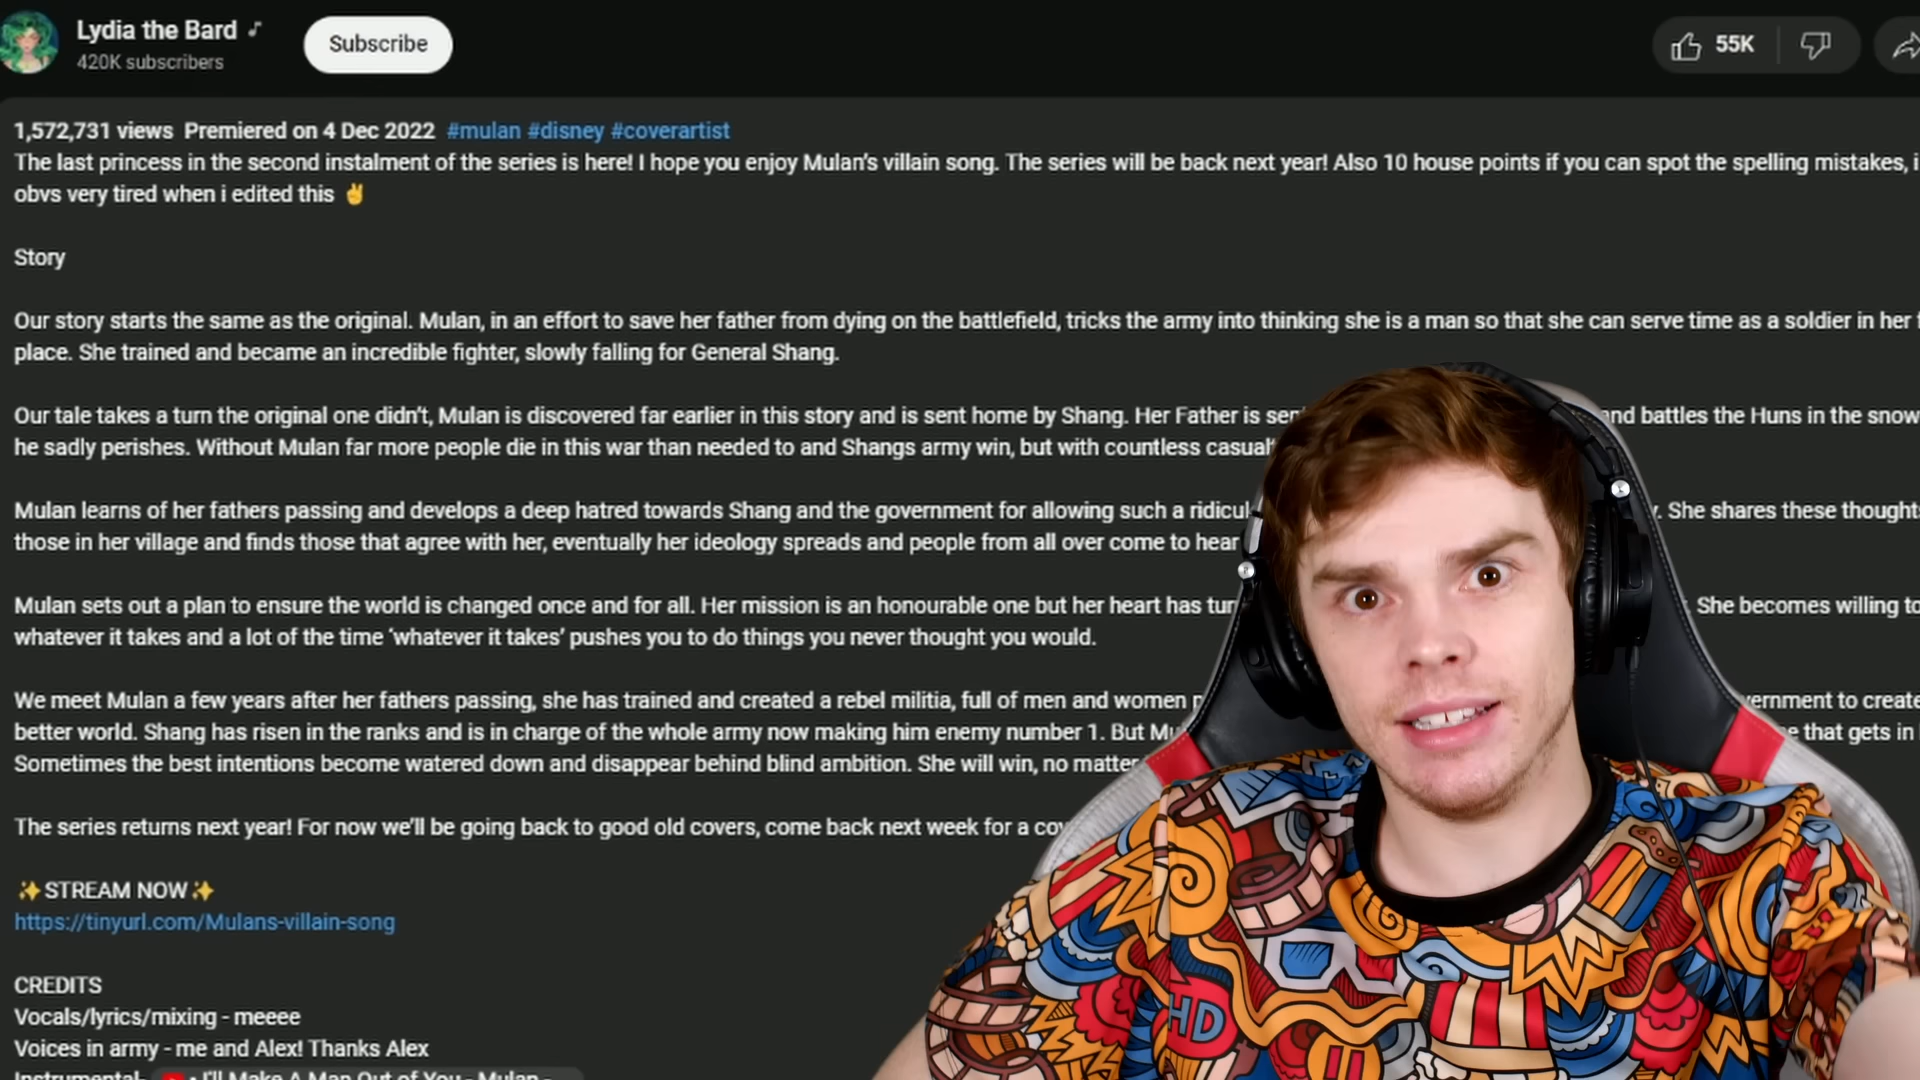 Lydia the Bard
420K subscribers
Subscribe
55K
1,572,731 views Premiered on 4 Dec 2022 #mulan #disney #coverartist
The last princess in the second instalment of the series is here! I hope you enjoy Mulan's villain song. The series will be back next year! Also 10 house points if you can spot the spelling mistakes, i
obvs very tired when i edited this ✌️
Story
Our story starts the same as the original. Mulan, in an effort to save her father from dying on the battlefield, tricks the army into thinking she is a man so that she can serve time as a soldier in her
place. She trained and became an incredible fighter, slowly falling for General Shang.
Our tale takes a turn the original one didn't, Mulan is discovered far earlier in this story and is sent home by Shang. Her Father is and battles the Huns in the snow
he sadly perishes. Without Mulan far more people die in this war than needed to and Shangs army win, but with countless
Mulan learns of her fathers passing and develops a deep hatred towards Shang and the government for allowing such a She shares these thoughts
those in her village and finds those that agree with her, eventually her ideology spreads and people from all over come to hear
Mulan sets out a plan to ensure the world is changed once and for all. Her mission is an honourable one but her heart has She becomes willing to
whatever it takes and a lot of the time 'whatever it takes' pushes you to do things you never thought you would.
We meet Mulan a few years after her fathers passing, she has trained and created a rebel militia, full of men and women to create
better world. Shang has risen in the ranks and is in charge of the whole army now making him enemy number 1. But that gets in
Sometimes the best intentions become watered down and disappear behind blind ambition. She will win, no matter
The series returns next year! For now we'll be going back to good old covers, come back next week for a
✨STREAM NOW✨
https://tinyurl.com/Mulans-villain-song
CREDITS
Vocals/lyrics/mixing - meeee
Voices in army - me and Alex! Thanks Alex
Instrumental- • I'll Make A Man Out of You - Mulan -
HD